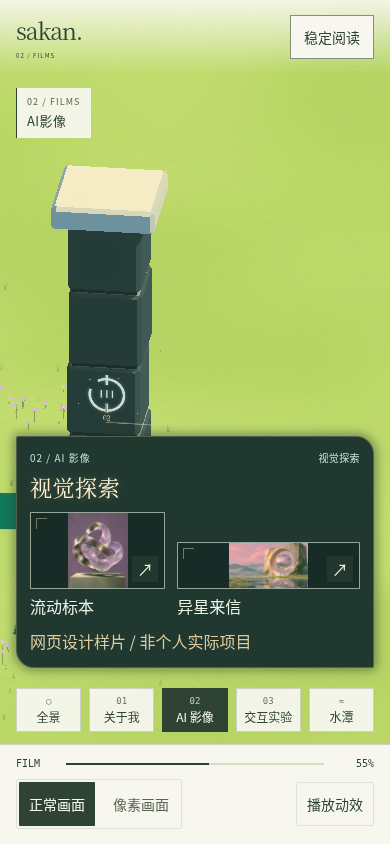 sakan.
02 / FILMS
稳定阅读
02 / FILMS
AI影像
02
02 / AI 影像
视觉探索
视觉探索
流动标本
异星来信
网页设计样片 / 非个人实际项目
全景
01
关于我
02
AI 影像
03
交互实验
≈
水潭
FILM
55%
正常画面
像素画面
播放动效